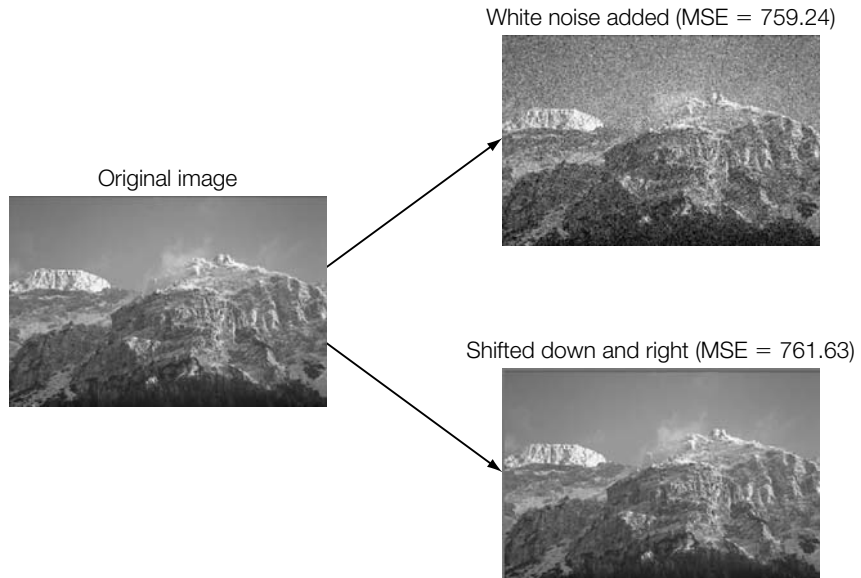 White noise added (MSE = 759.24)
Original image
Shifted down and right (MSE = 761.63)